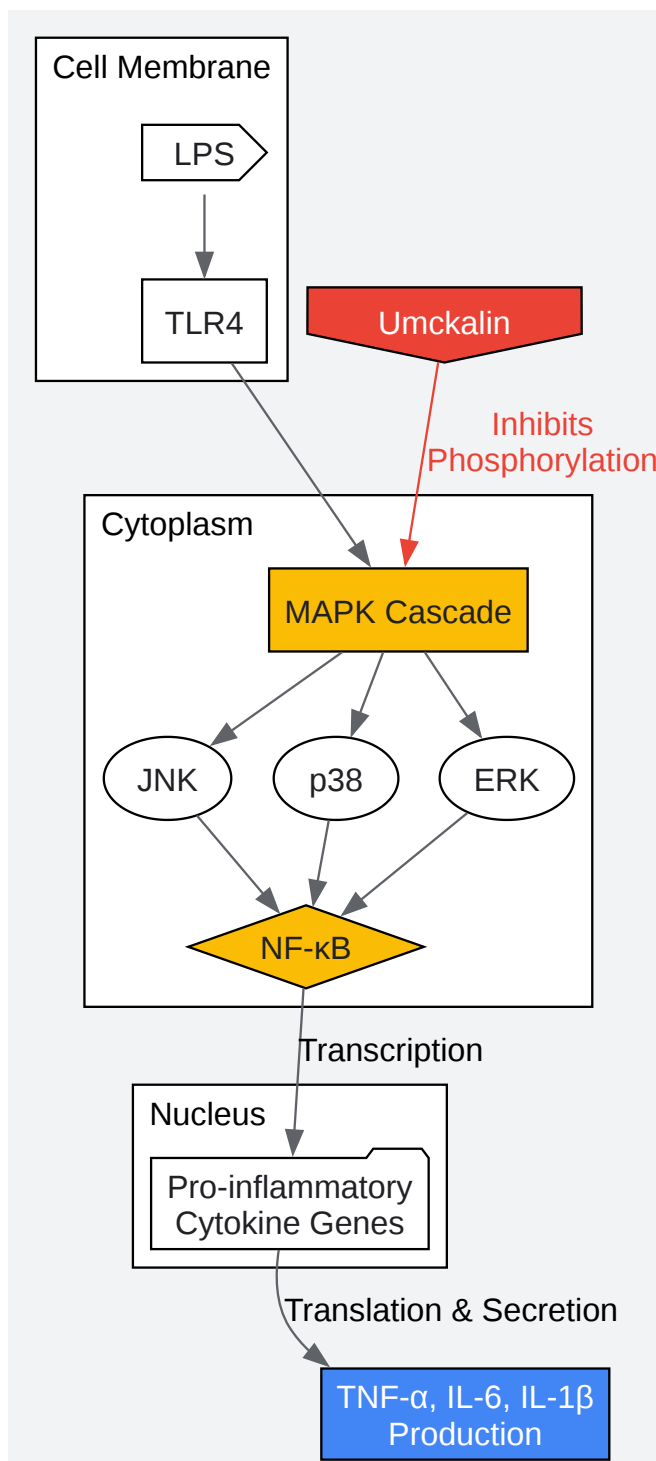 Cell Membrane
LPS
TLR4
Umckalin
Inhibits
Phosphorylation
Cytoplasm
MAPK Cascade
JNK
p38
ERK
NF-κB
Transcription
Nucleus
Pro-inflammatory
Cytokine Genes
Translation & Secretion
TNF-α, IL-6, IL-1β
Production